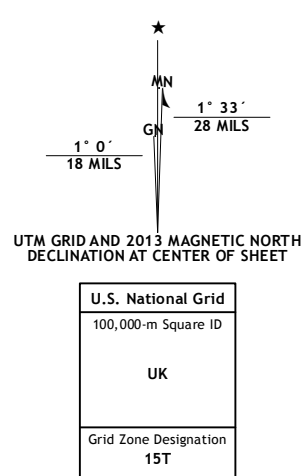 ★
MN
1° 33´
28 MILS
GN
1° 0´
18 MILS
UTM GRID AND 2013 MAGNETIC NORTH
DECLINATION AT CENTER OF SHEET
U.S. National Grid
100,000-m Square ID
UK
Grid Zone Designation
15T